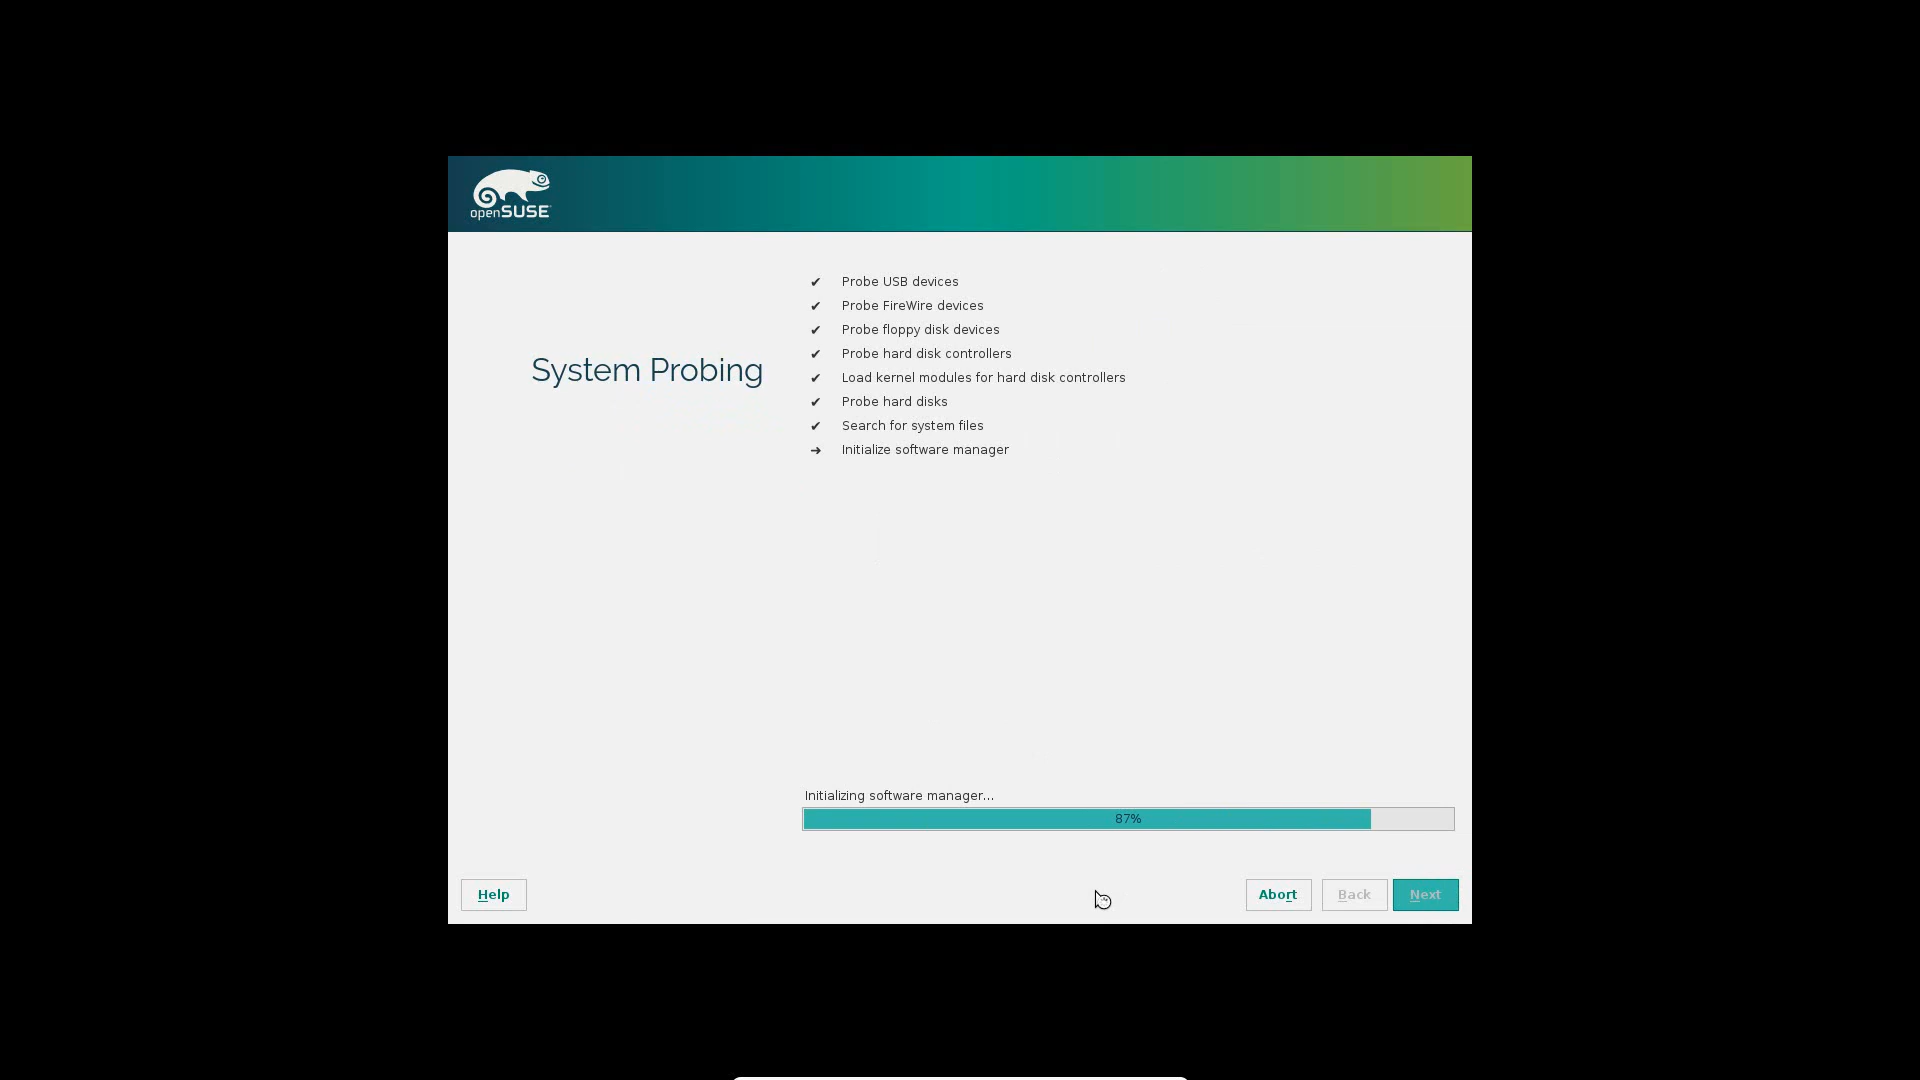 openSUSE
System Probing
✔ Probe USB devices
✔ Probe FireWire devices
✔ Probe floppy disk devices
✔ Probe hard disk controllers
✔ Load kernel modules for hard disk controllers
✔ Probe hard disks
✔ Search for system files
➜ Initialize software manager
Initializing software manager...
87%
Help
Abort
Back
Next